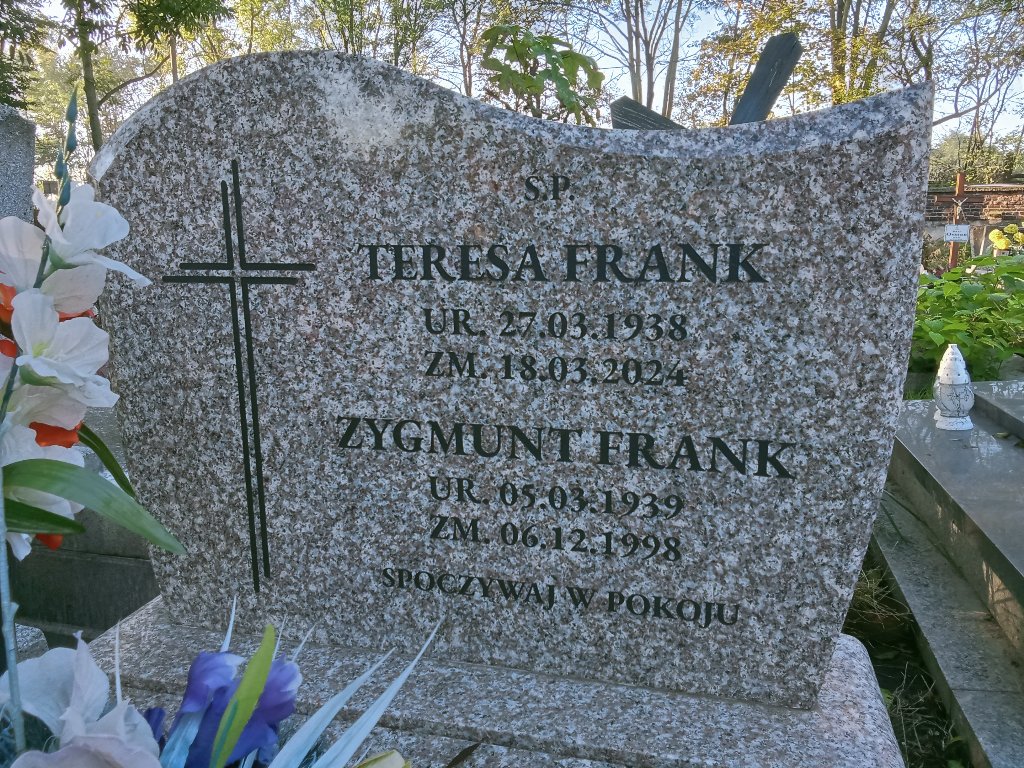 Ś.P.
TERESA FRANK
UR. 27.03.1938
ZM. 18.03.2024
ZYGMUNT FRANK
UR. 05.03.1939
ZM. 06.12.1998
SPOCZYWAJ W POKOJU